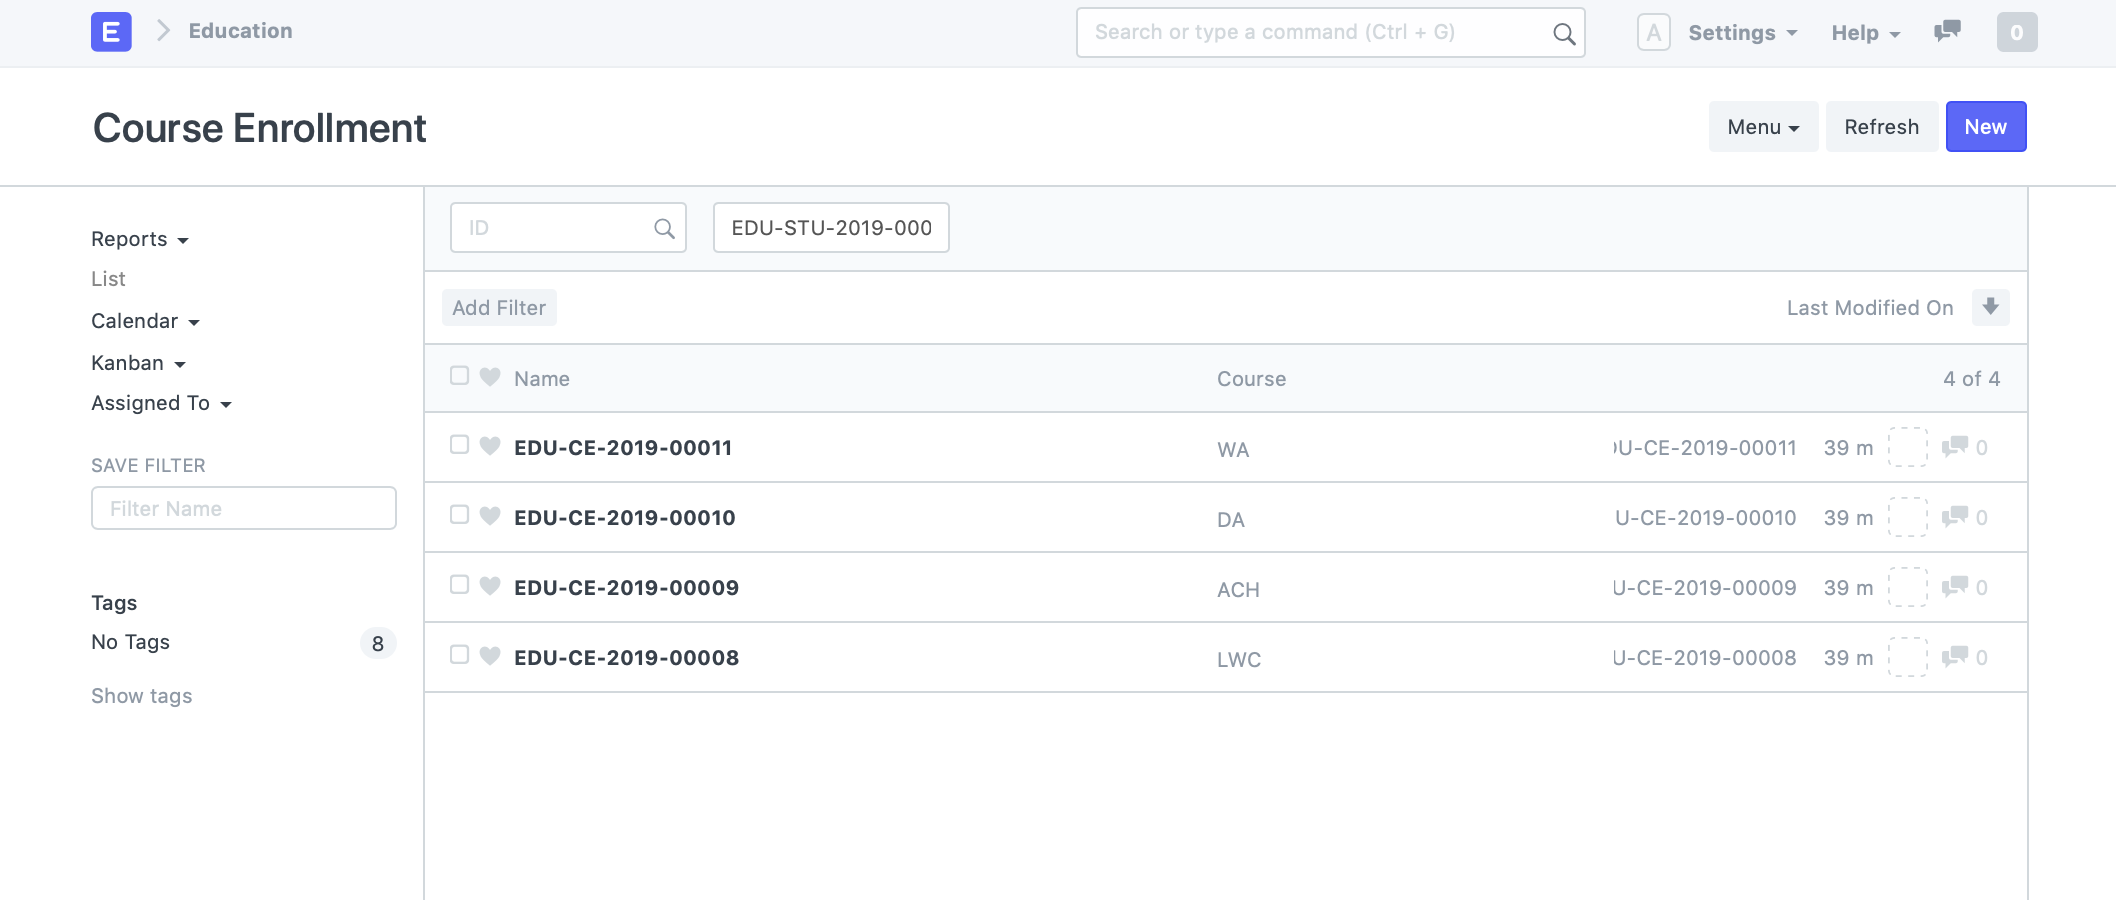 E Education Search or type a command (Ctrl + G) A Settings Help 0
Course Enrollment Menu Refresh New
ID EDU-STU-2019-000
Reports
List
Calendar
Kanban
Assigned To
SAVE FILTER
Filter Name
Tags
No Tags 8
Show tags
Add Filter Last Modified On
Name Course 4 of 4
EDU-CE-2019-00011 WA U-CE-2019-00011 39 m 0
EDU-CE-2019-00010 DA U-CE-2019-00010 39 m 0
EDU-CE-2019-00009 ACH U-CE-2019-00009 39 m 0
EDU-CE-2019-00008 LWC U-CE-2019-00008 39 m 0